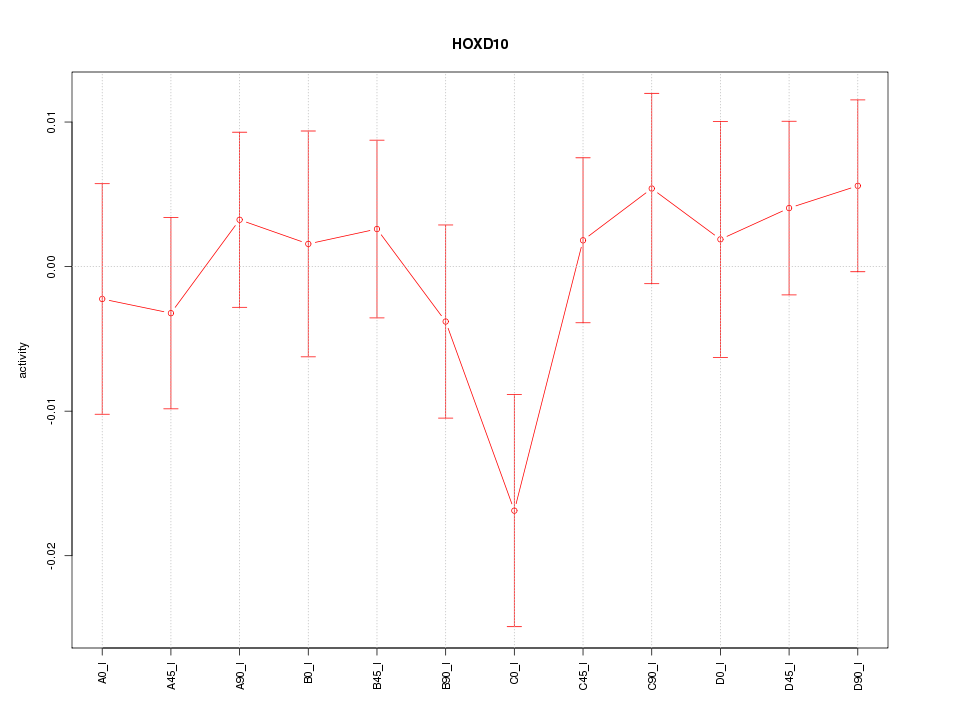 HOXD10
activity
0.01
0.00
-0.01
-0.02
A0_I
A45_I
A90_I
B0_I
B45_I
B90_I
C0_I
C45_I
C90_I
D0_I
D45_I
D90_I